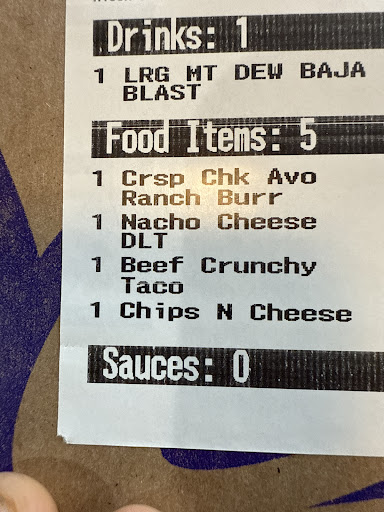 Drinks: 1
1 LRG MT DEW BAJA
BLAST
Food Items: 5
1 Crsp Chk Avo
Ranch Burr
1 Nacho Cheese
DLT
1 Beef Crunchy
Taco
1 Chips N Cheese
Sauces: 0